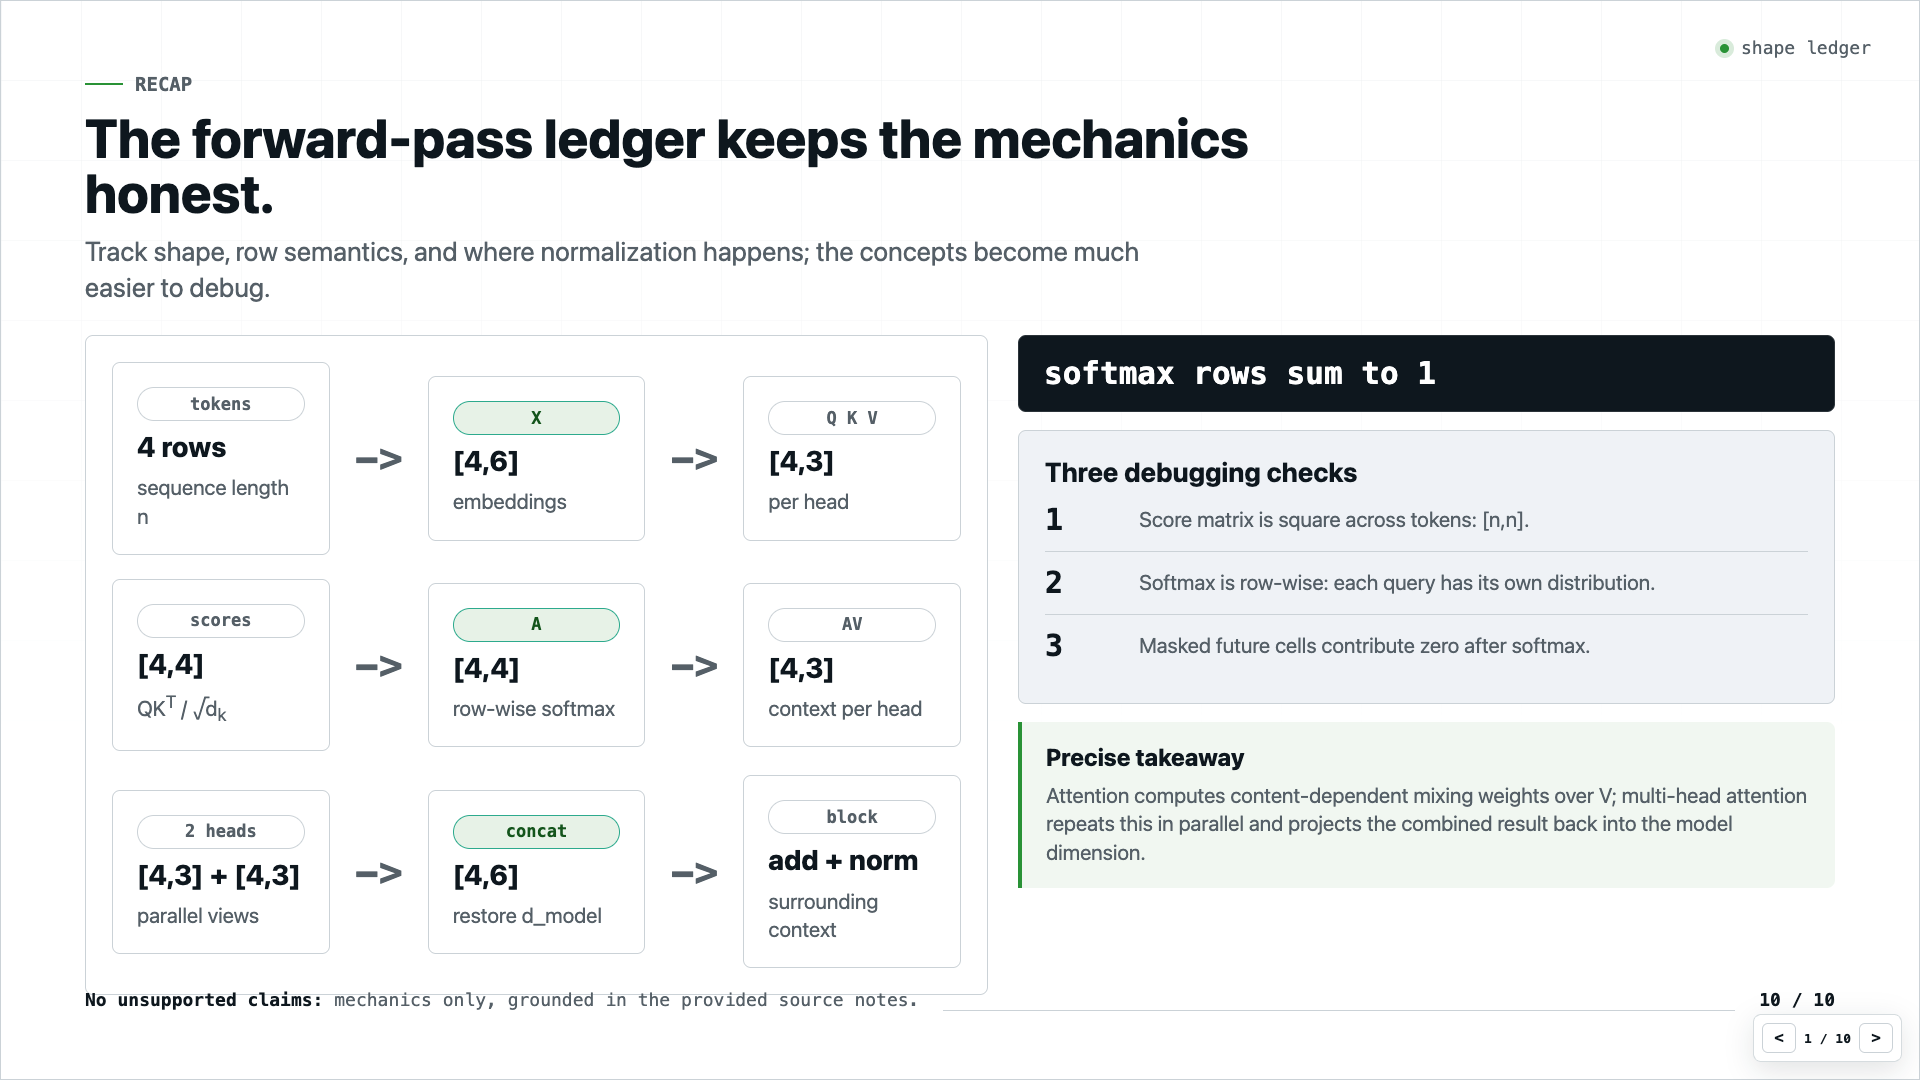 shape ledger
RECAP
The forward-pass ledger keeps the mechanics
honest.
Track shape, row semantics, and where normalization happens; the concepts become much
easier to debug.
tokens
4 rows
sequence length
n
—>
X
[4,6]
embeddings
—>
Q K V
[4,3]
per head
scores
[4,4]
QK^T / √d_k
—>
A
[4,4]
row-wise softmax
—>
AV
[4,3]
context per head
2 heads
[4,3] + [4,3]
parallel views
—>
concat
[4,6]
restore d_model
—>
block
add + norm
surrounding
context
softmax rows sum to 1
Three debugging checks
1 Score matrix is square across tokens: [n,n].
2 Softmax is row-wise: each query has its own distribution.
3 Masked future cells contribute zero after softmax.
Precise takeaway
Attention computes content-dependent mixing weights over V; multi-head attention
repeats this in parallel and projects the combined result back into the model
dimension.
No unsupported claims: mechanics only, grounded in the provided source notes.
10 / 10
< 1 / 10 >